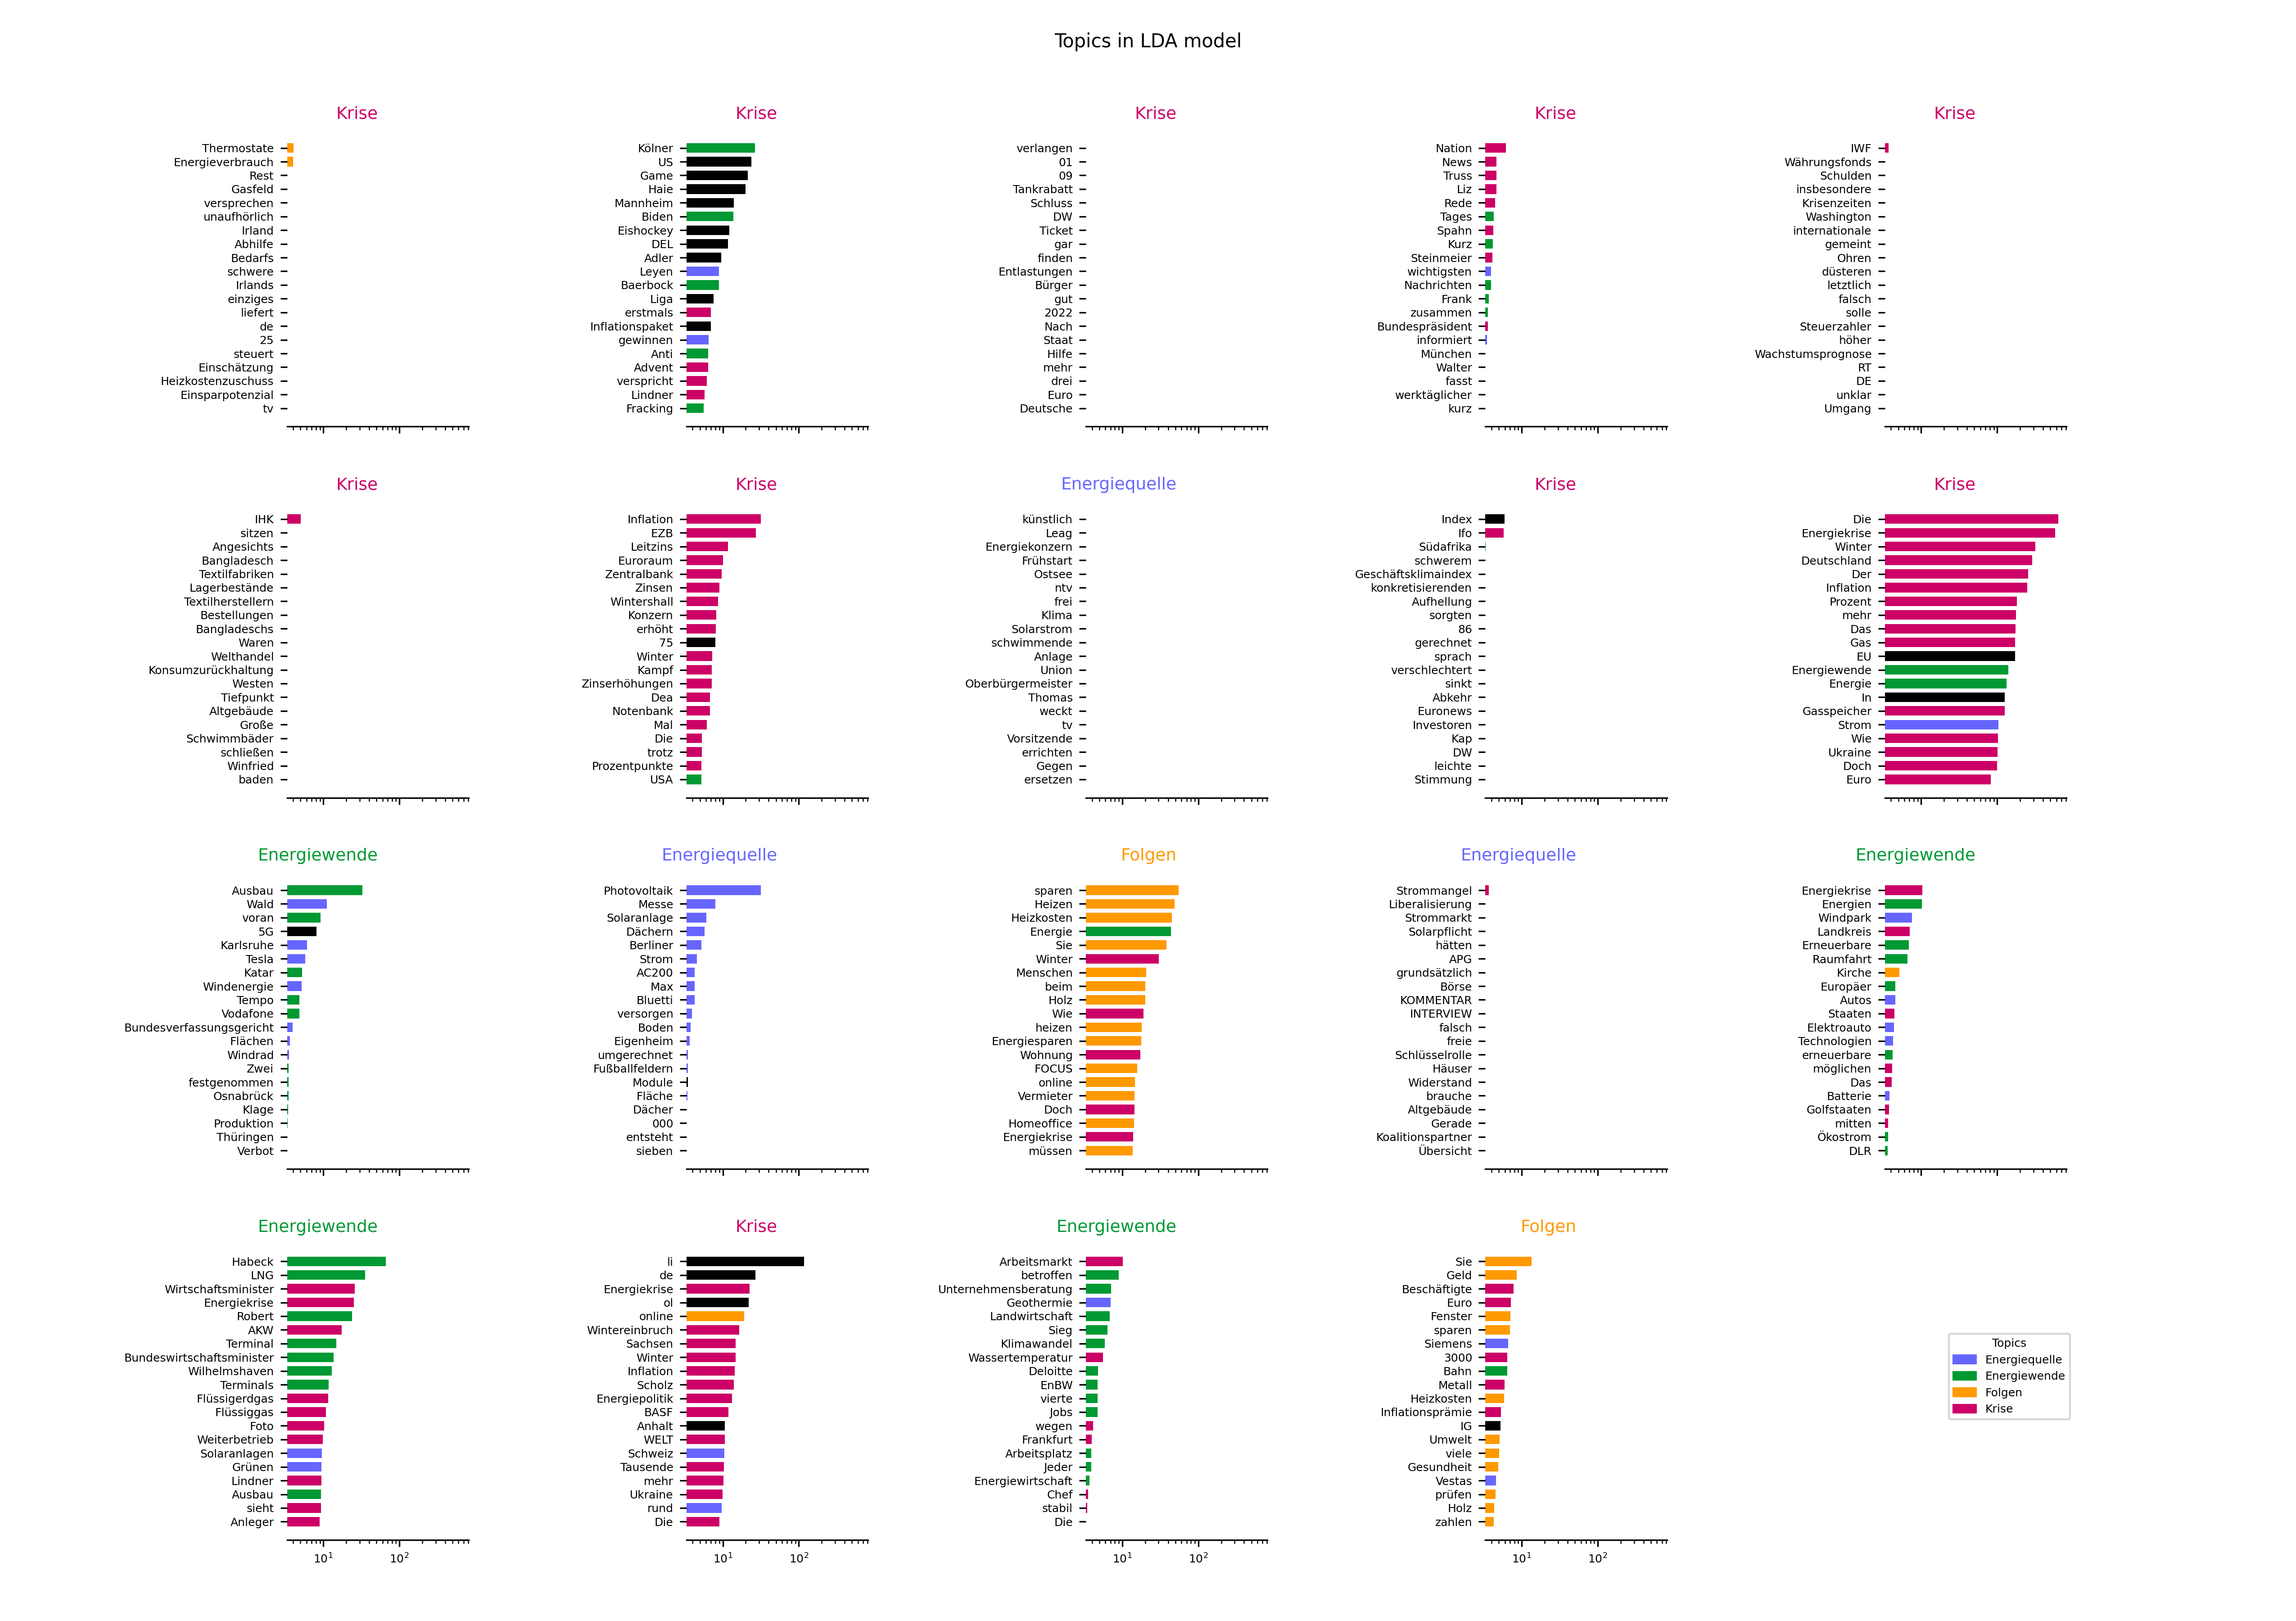 Topics in LDA model
Krise
Thermostate
Energieverbrauch
Rest
Gasfeld
versprechen
unaufhörlich
Irland
Abhilfe
Bedarfs
schwere
Irlands
einziges
liefert
de
25
steuert
Einschätzung
Heizkostenzuschuss
Einsparpotenzial
tv
Krise
Kölner
US
Game
Haie
Mannheim
Biden
Eishockey
DEL
Adler
Leyen
Baerbock
Liga
erstmals
Inflationspaket
gewinnen
Anti
Advent
verspricht
Lindner
Fracking
Krise
verlangen
01
09
Tankrabatt
Schluss
DW
Ticket
gar
finden
Entlastungen
Bürger
gut
2022
Nach
Staat
Hilfe
mehr
drei
Euro
Deutsche
Krise
Nation
News
Truss
Liz
Rede
Tages
Spahn
Kurz
Steinmeier
wichtigsten
Nachrichten
Frank
zusammen
Bundespräsident
informiert
München
Walter
fasst
werktäglicher
kurz
Krise
IWF
Währungsfonds
Schulden
insbesondere
Krisenzeiten
Washington
internationale
gemeint
Ohren
düsteren
letztlich
falsch
solle
Steuerzahler
höher
Wachstumsprognose
RT
DE
unklar
Umgang
Krise
IHK
sitzen
Angesichts
Bangladesch
Textilfabriken
Lagerbestände
Textilherstellern
Bestellungen
Bangladeschs
Waren
Welthandel
Konsumzurückhaltung
Westen
Tiefpunkt
Altgebäude
Große
Schwimmbäder
schließen
Winfried
baden
Krise
Inflation
EZB
Leitzins
Euroraum
Zentralbank
Zinsen
Wintershall
Konzern
erhöht
75
Winter
Kampf
Zinserhöhungen
Dea
Notenbank
Mal
Die
trotz
Prozentpunkte
USA
Energiequelle
künstlich
Leag
Energiekonzern
Frühstart
Ostsee
ntv
frei
Klima
Solarstrom
schwimmende
Anlage
Union
Oberbürgermeister
Thomas
weckt
tv
Vorsitzende
errichten
Gegen
ersetzen
Krise
Index
Ifo
Südafrika
schwerem
Geschäftsklimaindex
konkretisierenden
Aufhellung
sorgten
86
gerechnet
sprach
verschlechtert
sinkt
Abkehr
Euronews
Investoren
Kap
DW
leichte
Stimmung
Krise
Die
Energiekrise
Winter
Deutschland
Der
Inflation
Prozent
mehr
Das
Gas
EU
Energiewende
Energie
In
Gasspeicher
Strom
Wie
Ukraine
Doch
Euro
Energiewende
Ausbau
Wald
voran
5G
Karlsruhe
Tesla
Katar
Windenergie
Tempo
Vodafone
Bundesverfassungsgericht
Flächen
Windrad
Zwei
festgenommen
Osnabrück
Klage
Produktion
Thüringen
Verbot
Energiequelle
Photovoltaik
Messe
Solaranlage
Dächern
Berliner
Strom
AC200
Max
Bluetti
versorgen
Boden
Eigenheim
umgerechnet
Fußballfeldern
Module
Fläche
Dächer
000
entsteht
sieben
Folgen
sparen
Heizen
Heizkosten
Energie
Sie
Winter
Menschen
beim
Holz
Wie
heizen
Energiesparen
Wohnung
FOCUS
online
Vermieter
Doch
Homeoffice
Energiekrise
müssen
Energiequelle
Strommangel
Liberalisierung
Strommarkt
Solarpflicht
hätten
APG
grundsätzlich
Börse
KOMMENTAR
INTERVIEW
falsch
freie
Schlüsselrolle
Häuser
Widerstand
brauche
Altgebäude
Gerade
Koalitionspartner
Übersicht
Energiewende
Energiekrise
Energien
Windpark
Landkreis
Erneuerbare
Raumfahrt
Kirche
Europäer
Autos
Staaten
Elektroauto
Technologien
erneuerbare
möglichen
Das
Batterie
Golfstaaten
mitten
Ökostrom
DLR
Energiewende
Habeck
LNG
Wirtschaftsminister
Energiekrise
Robert
AKW
Terminal
Bundeswirtschaftsminister
Wilhelmshaven
Terminals
Flüssigerdgas
Flüssiggas
Foto
Weiterbetrieb
Solaranlagen
Grünen
Lindner
Ausbau
sieht
Anleger
10^1 10^2
Krise
li
de
Energiekrise
ol
online
Wintereinbruch
Sachsen
Winter
Inflation
Scholz
Energiepolitik
BASF
Anhalt
WELT
Schweiz
Tausende
mehr
Ukraine
rund
Die
10^1 10^2
Energiewende
Arbeitsmarkt
betroffen
Unternehmensberatung
Geothermie
Landwirtschaft
Sieg
Klimawandel
Wassertemperatur
Deloitte
EnBW
vierte
Jobs
wegen
Frankfurt
Arbeitsplatz
Jeder
Energiewirtschaft
Chef
stabil
Die
10^1 10^2
Folgen
Sie
Geld
Beschäftigte
Euro
Fenster
sparen
Siemens
3000
Bahn
Metall
Heizkosten
Inflationsprämie
IG
Umwelt
viele
Gesundheit
Vestas
prüfen
Holz
zahlen
10^1 10^2
Topics
Energiequelle
Energiewende
Folgen
Krise